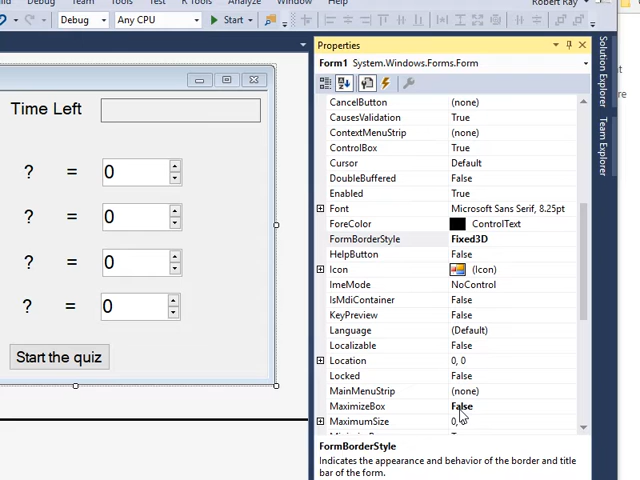 Debug Team Tools R Tools Analyze Window Robert Ray
Debug Any CPU Start
Properties
Form1 System.Windows.Forms.Form
Time Left
? = 0
? = 0
? = 0
? = 0
Start the quiz
CancelButton (none)
CausesValidation True
ContextMenuStrip (none)
ControlBox True
Cursor Default
DoubleBuffered False
Enabled True
Font Microsoft Sans Serif, 8.25pt
ForeColor ControlText
FormBorderStyle Fixed3D
HelpButton False
Icon (Icon)
ImeMode NoControl
IsMdiContainer False
KeyPreview False
Language (Default)
Localizable False
Location 0, 0
Locked False
MainMenuStrip (none)
MaximizeBox False
MaximumSize 0, 0
FormBorderStyle
Indicates the appearance and behavior of the border and title
bar of the form.
Solution Explorer
Team Explorer